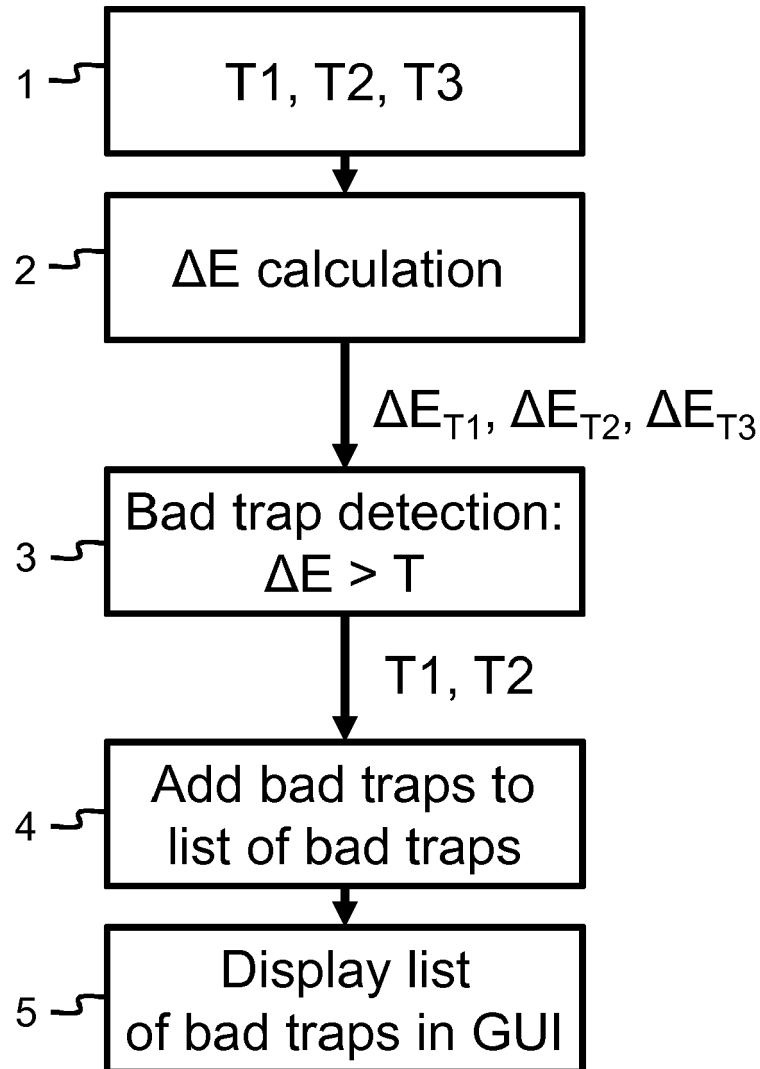 1
T1, T2, T3
2
ΔE calculation
ΔE_T1, ΔE_T2, ΔE_T3
3
Bad trap detection:
ΔE > T
T1, T2
4
Add bad traps to
list of bad traps
5
Display list
of bad traps in GUI